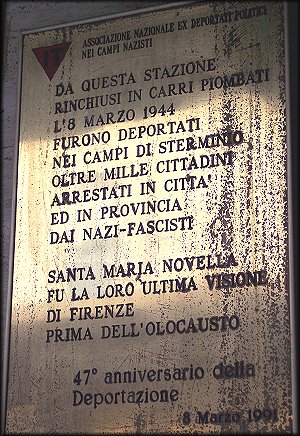 IT
ASSOCIAZIONE NAZIONALE EX DEPORTATI POLITICI
NEI CAMPI NAZISTI
DA QUESTA STAZIONE
RINCHIUSI IN CARRI PIOMBATI
L'8 MARZO 1944
FURONO DEPORTATI
NEI CAMPI DI STERMINIO
OLTRE MILLE CITTADINI
ARRESTATI IN CITTA'
ED IN PROVINCIA
DAI NAZI-FASCISTI
SANTA MARIA NOVELLA
FU LA LORO ULTIMA VISIONE
DI FIRENZE
PRIMA DELL'OLOCAUSTO
47° anniversario della
Deportazione
8 Marzo 1991